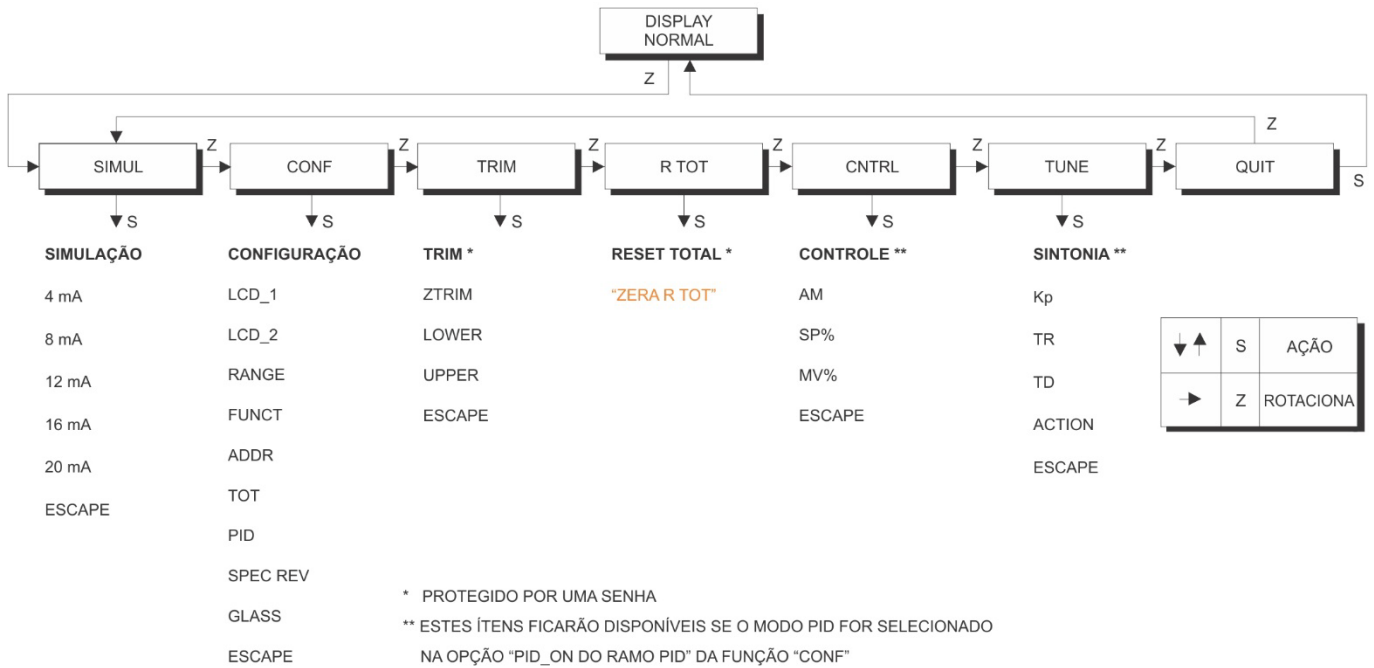 DISPLAY
NORMAL
Z
Z
SIMUL
Z
CONF
Z
TRIM
Z
R TOT
Z
CNTRL
Z
TUNE
Z
QUIT
S
S
S
S
S
S
S
SIMULAÇÃO
4 mA
8 mA
12 mA
16 mA
20 mA
ESCAPE
CONFIGURAÇÃO
LCD_1
LCD_2
RANGE
FUNCT
ADDR
TOT
PID
SPEC REV
GLASS
ESCAPE
TRIM *
ZTRIM
LOWER
UPPER
ESCAPE
RESET TOTAL *
“ZERA R TOT”
CONTROLE **
AM
SP%
MV%
ESCAPE
SINTONIA **
Kp
TR
TD
ACTION
ESCAPE
S AÇÃO
Z ROTACIONA
* PROTEGIDO POR UMA SENHA
** ESTES ÍTENS FICARÃO DISPONÍVEIS SE O MODO PID FOR SELECIONADO
NA OPÇÃO “PID_ON DO RAMO PID” DA FUNÇÃO “CONF”